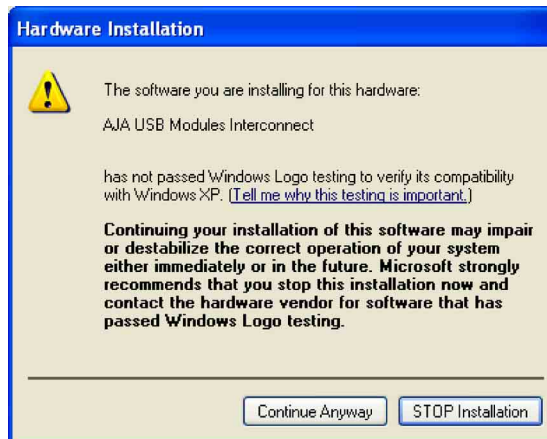 Hardware Installation
The software you are installing for this hardware:
AJA USB Modules Interconnect
has not passed Windows Logo testing to verify its compatibility
with Windows XP. (Tell me why this testing is important.)
Continuing your installation of this software may impair
or destabilize the correct operation of your system
either immediately or in the future. Microsoft strongly
recommends that you stop this installation now and
contact the hardware vendor for software that has
passed Windows Logo testing.
Continue Anyway
STOP Installation